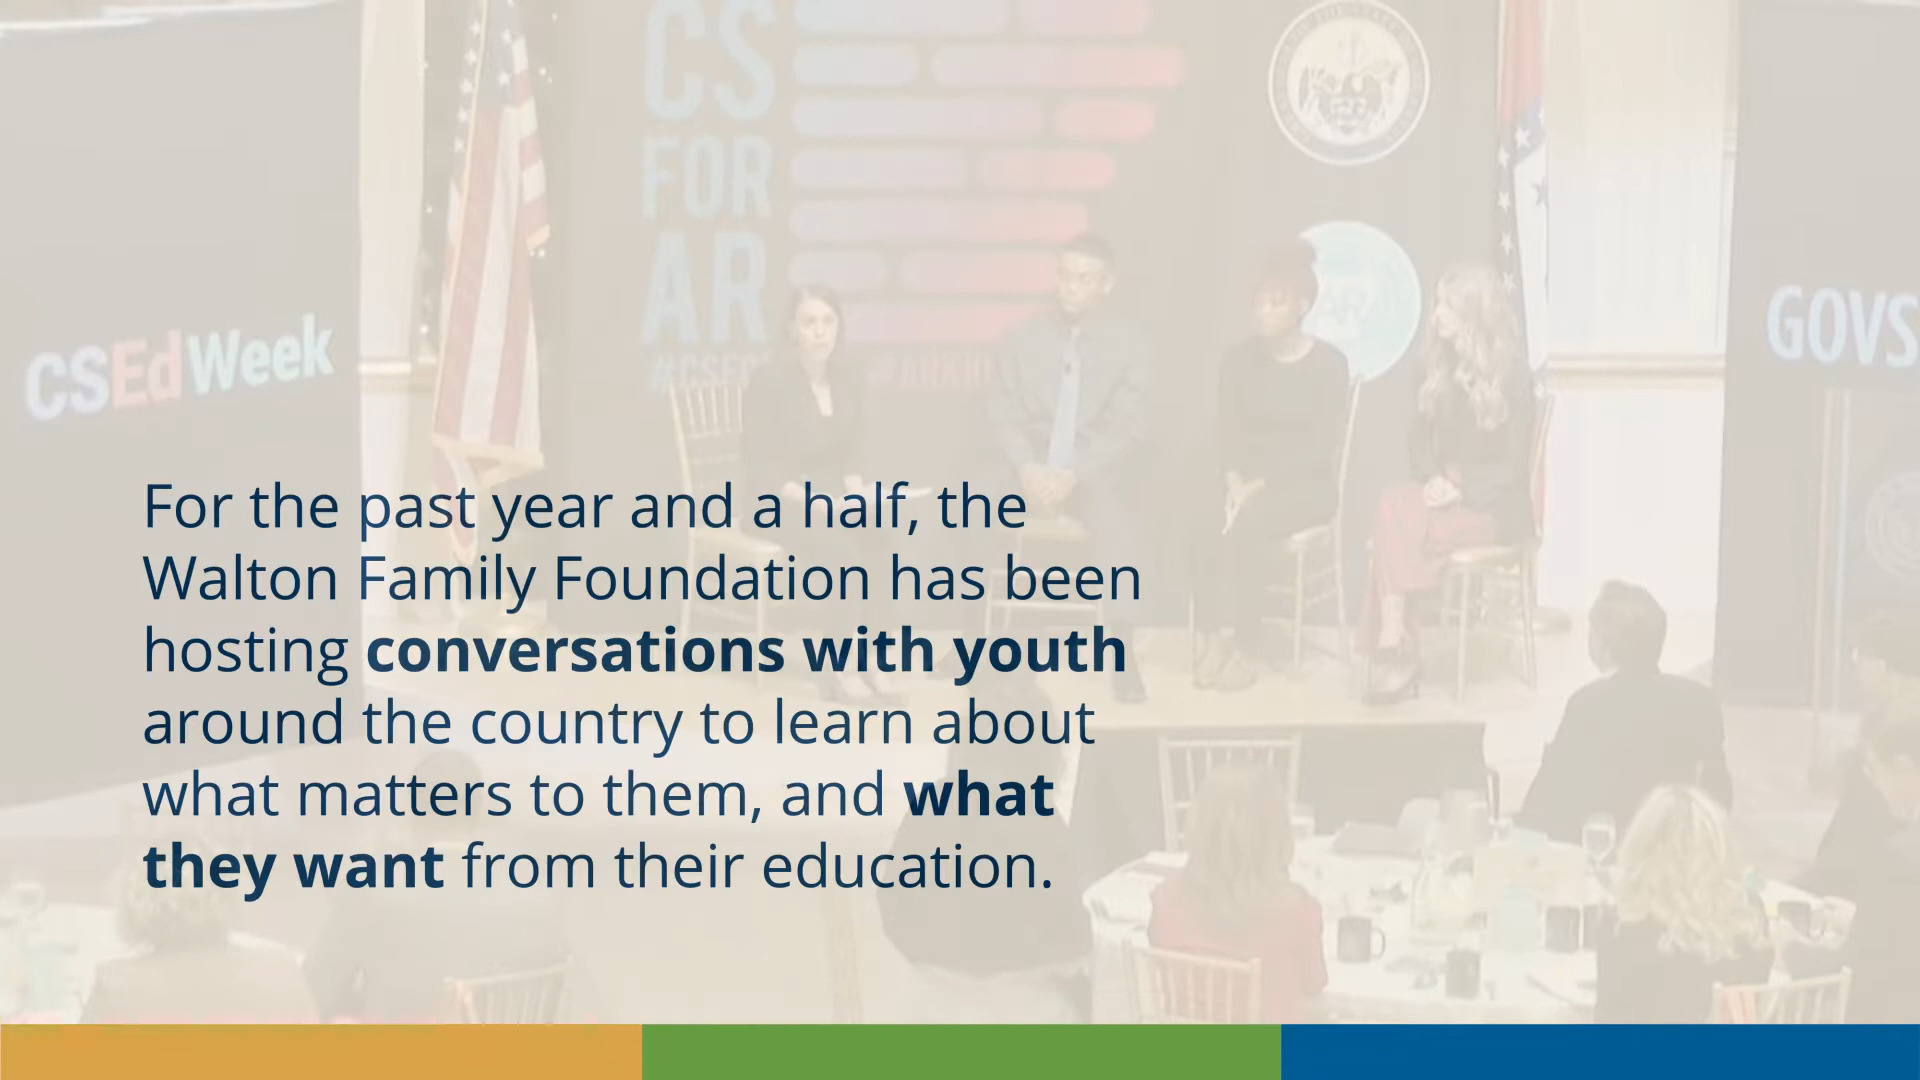 CS
FOR
AR
CSEdWeek
GOVS
For the past year and a half, the
Walton Family Foundation has been
hosting conversations with youth
around the country to learn about
what matters to them, and what
they want from their education.